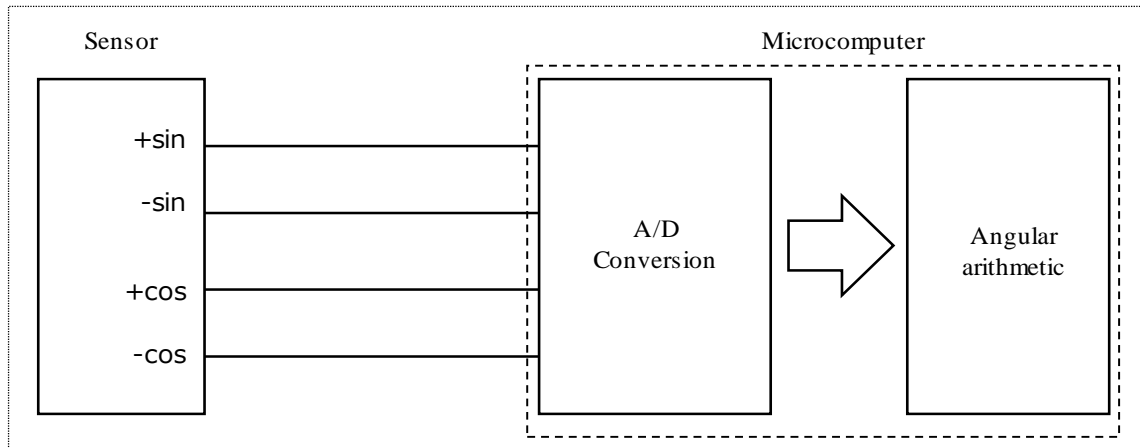 Sensor
Microcomputer
+sin
-sin
+cos
-cos
A/D
Conversion
Angular
arithmetic